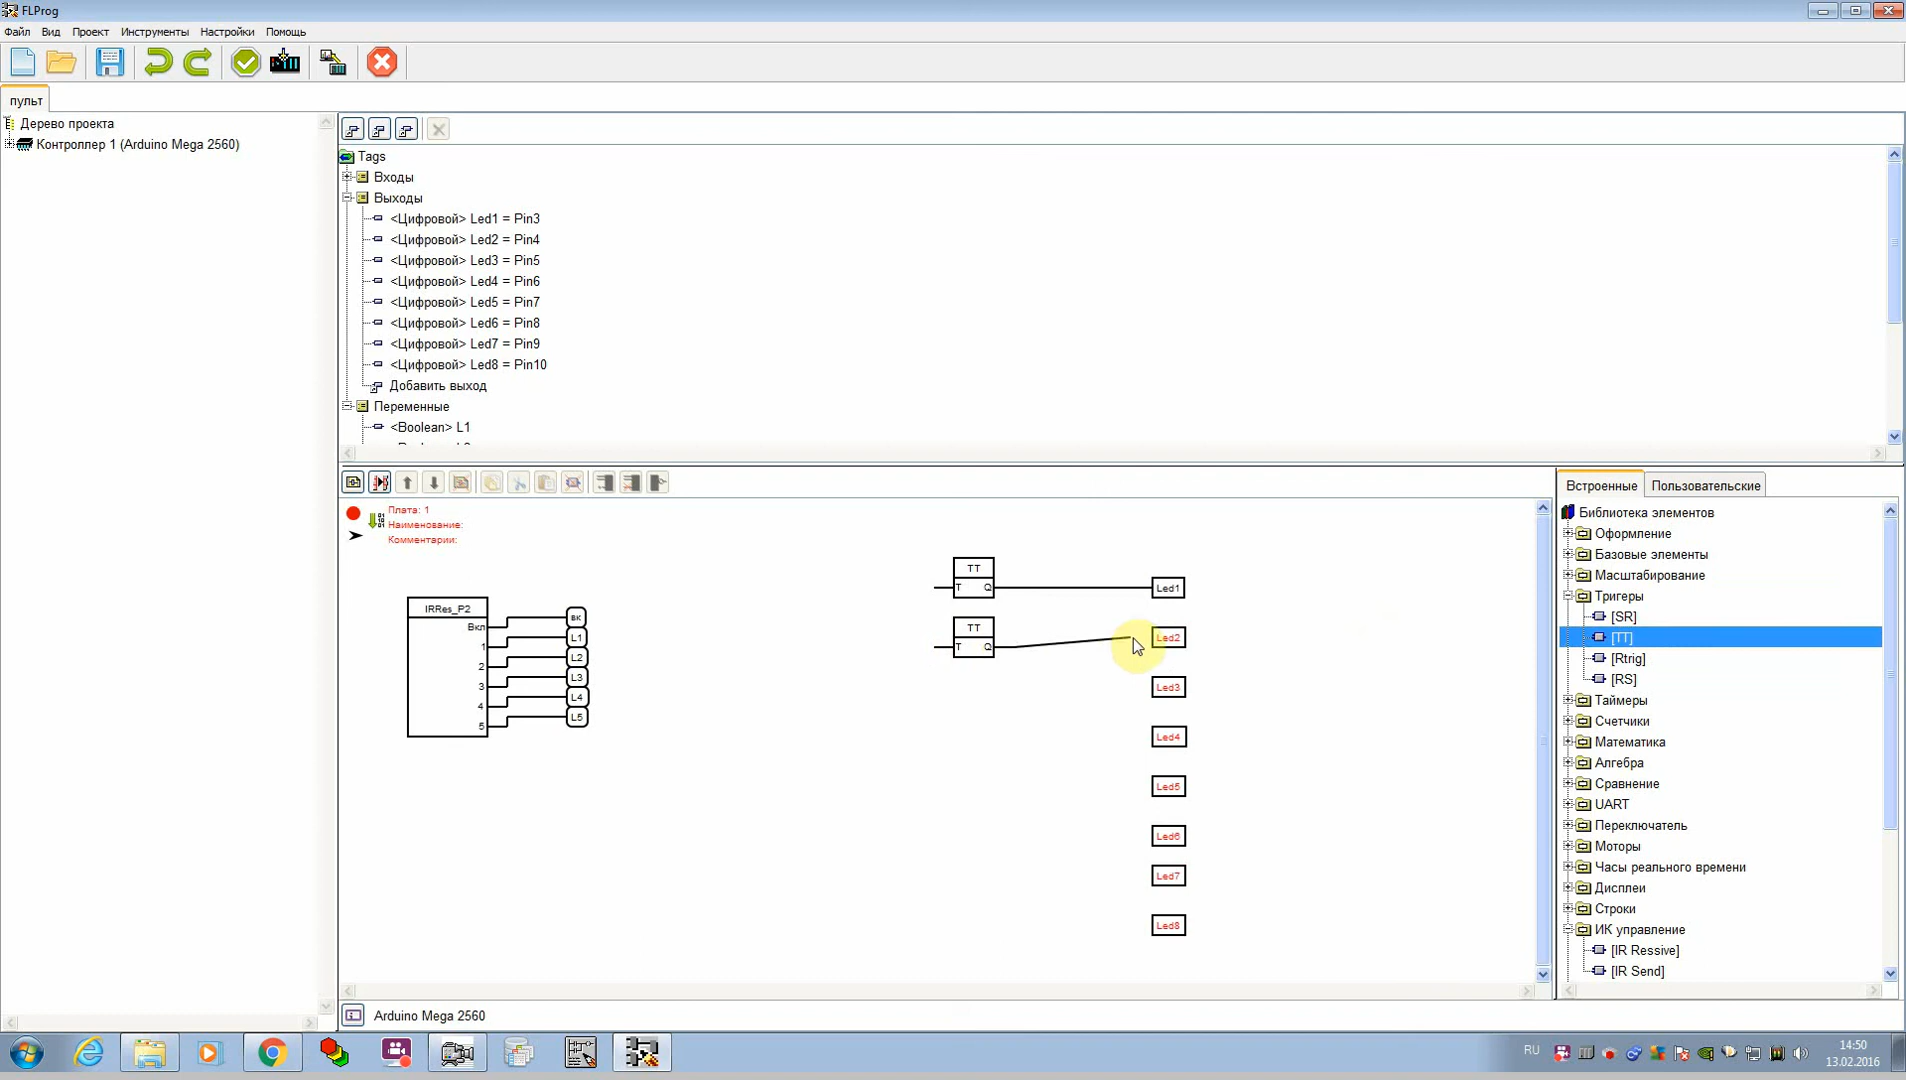 FLProg
Файл Вид Проект Инструменты Настройки Помощь
пульт
Дерево проекта
Контроллер 1 (Arduino Mega 2560)
Tags
Входы
Выходы
<Цифровой> Led1 = Pin3
<Цифровой> Led2 = Pin4
<Цифровой> Led3 = Pin5
<Цифровой> Led4 = Pin6
<Цифровой> Led5 = Pin7
<Цифровой> Led6 = Pin8
<Цифровой> Led7 = Pin9
<Цифровой> Led8 = Pin10
Добавить выход
Переменные
<Boolean> L1
Плата: 1
Наименование:
Комментарии:
IRRes_P2
Вкл
1
2
3
4
5
вк
L1
L2
L3
L4
L5
TT
T Q
TT
T Q
Led1
Led2
Led3
Led4
Led5
Led6
Led7
Led8
Встроенные Пользовательские
Библиотека элементов
Оформление
Базовые элементы
Масштабирование
Тригеры
[SR]
[TT]
[Rtrig]
[RS]
Таймеры
Счетчики
Математика
Алгебра
Сравнение
UART
Переключатель
Моторы
Часы реального времени
Дисплеи
Строки
ИК управление
[IR Ressive]
[IR Send]
Arduino Mega 2560
RU
14:50
13.02.2016